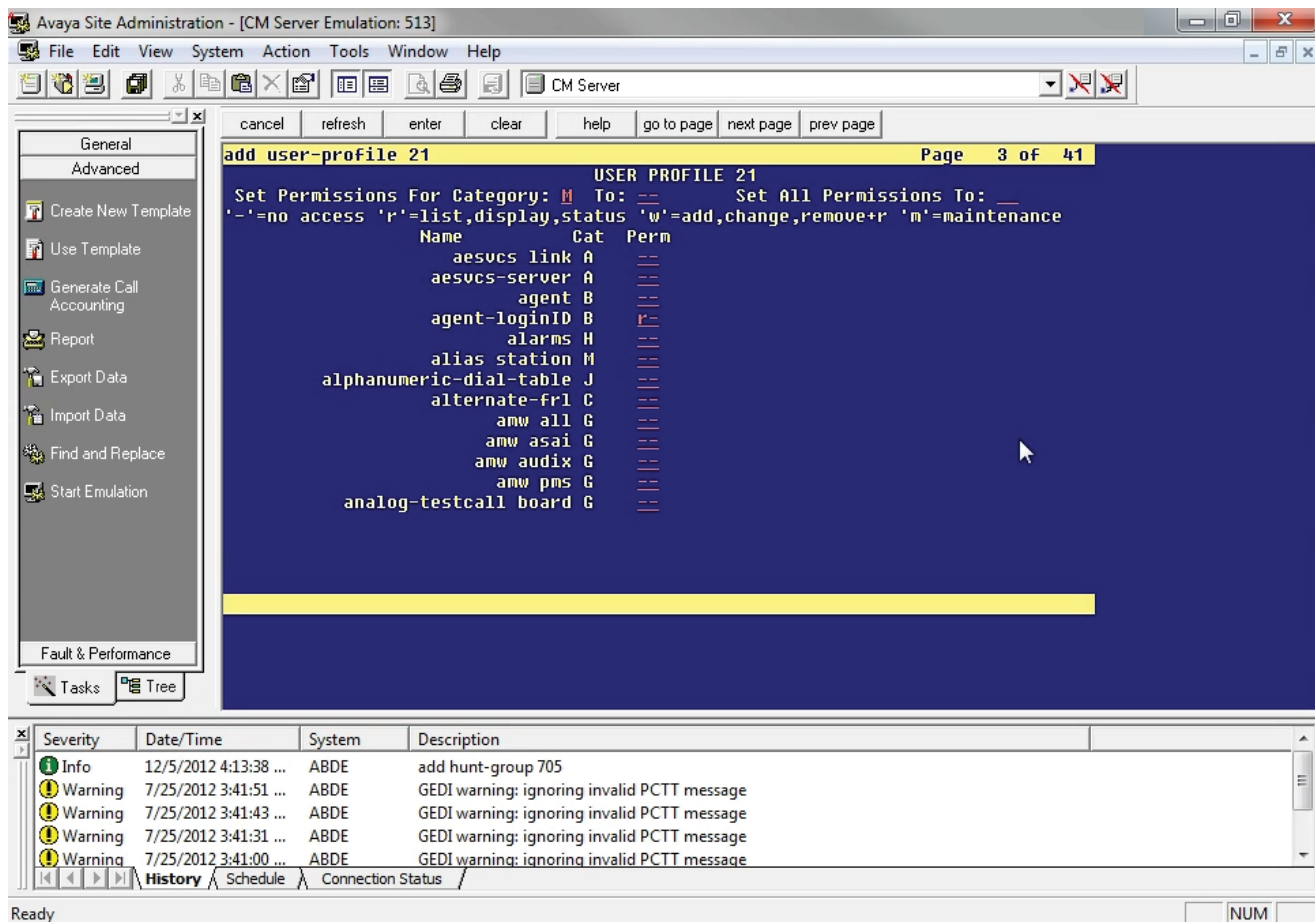 Avaya Site Administration - [CM Server Emulation: 513]
File Edit View System Action Tools Window Help
CM Server
cancel refresh enter clear help go to page next page prev page
General
Advanced
Create New Template
Use Template
Generate Call
Accounting
Report
Export Data
Import Data
Find and Replace
Start Emulation
Fault & Performance
Tasks Tree
add user-profile 21 Page 3 of 41
USER PROFILE 21
Set Permissions For Category: M To: -- Set All Permissions To: __
'-'=no access 'r'=list,display,status 'w'=add,change,remove+r 'm'=maintenance
Name Cat Perm
aesvcs link A --
aesvcs-server A --
agent B --
agent-loginID B r-
alarms H --
alias station M --
alphanumeric-dial-table J --
alternate-frl C --
amw all G --
amw asai G --
amw audix G --
amw pms G --
analog-testcall board G --
Severity Date/Time System Description
Info 12/5/2012 4:13:38 ... ABDE add hunt-group 705
Warning 7/25/2012 3:41:51 ... ABDE GEDI warning: ignoring invalid PCTT message
Warning 7/25/2012 3:41:43 ... ABDE GEDI warning: ignoring invalid PCTT message
Warning 7/25/2012 3:41:31 ... ABDE GEDI warning: ignoring invalid PCTT message
Warning 7/25/2012 3:41:00 ... ABDE GEDI warning: ignoring invalid PCTT message
History Schedule Connection Status
Ready NUM